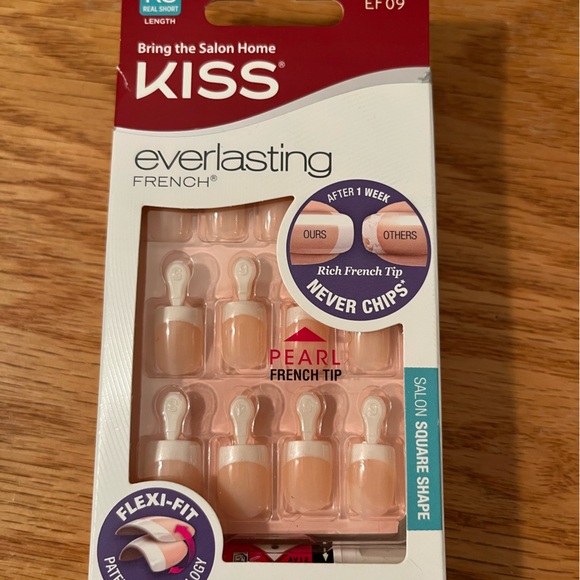 REAL SHORT
LENGTH
EF09
Bring the Salon Home
KISS®
everlasting
FRENCH®
AFTER 1 WEEK
OURS
OTHERS
Rich French Tip
NEVER CHIPS*
PEARL
FRENCH TIP
SALON SQUARE SHAPE
FLEXI-FIT